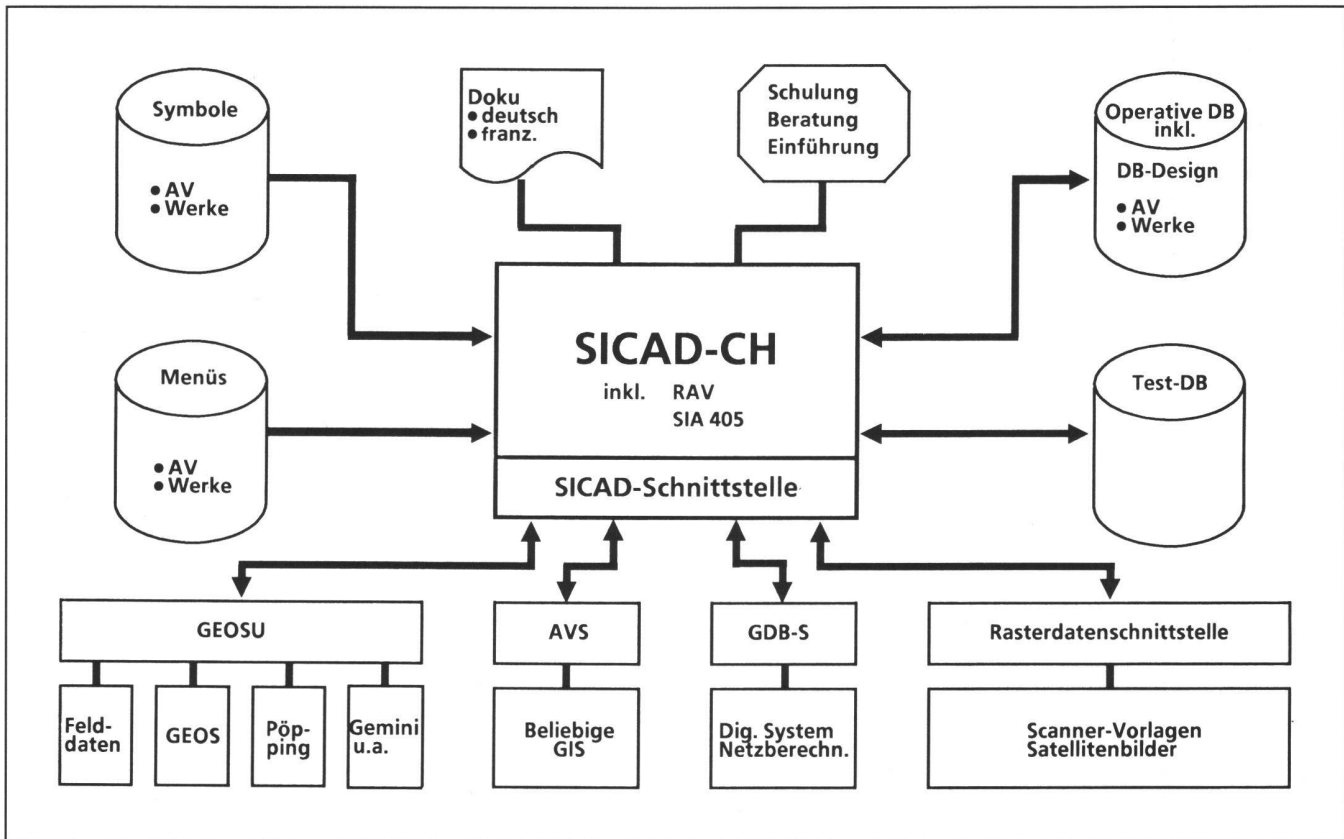 Symbole
• AV
• Werke
Doku
• deutsch
• franz.
Schulung
Beratung
Einführung
Operative DB
inkl.
DB-Design
• AV
• Werke
SICAD-CH
inkl. RAV
SIA 405
Menüs
• AV
• Werke
Test-DB
SICAD-Schnittstelle
GEOSU
AVS
GDB-S
Rasterdatenschnittstelle
Feld-
daten
GEOS
Pöp-
ping
Gemini
u.a.
Beliebige
GIS
Dig. System
Netzberechn.
Scanner-Vorlagen
Satellitenbilder